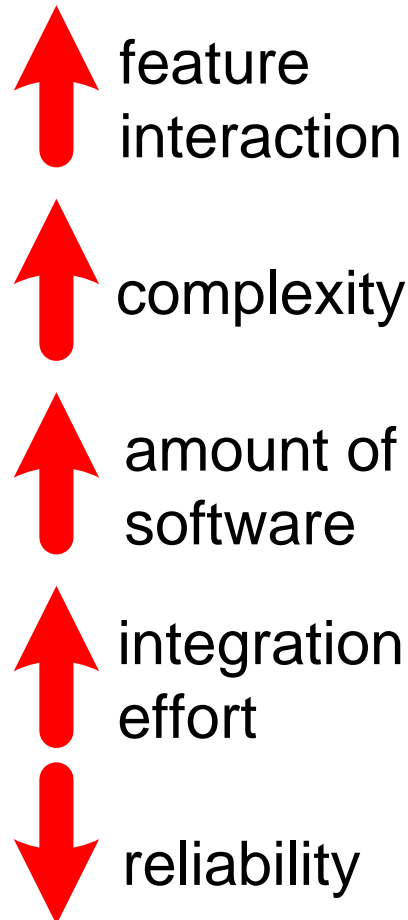 feature
interaction
complexity
amount of
software
integration
effort
reliability